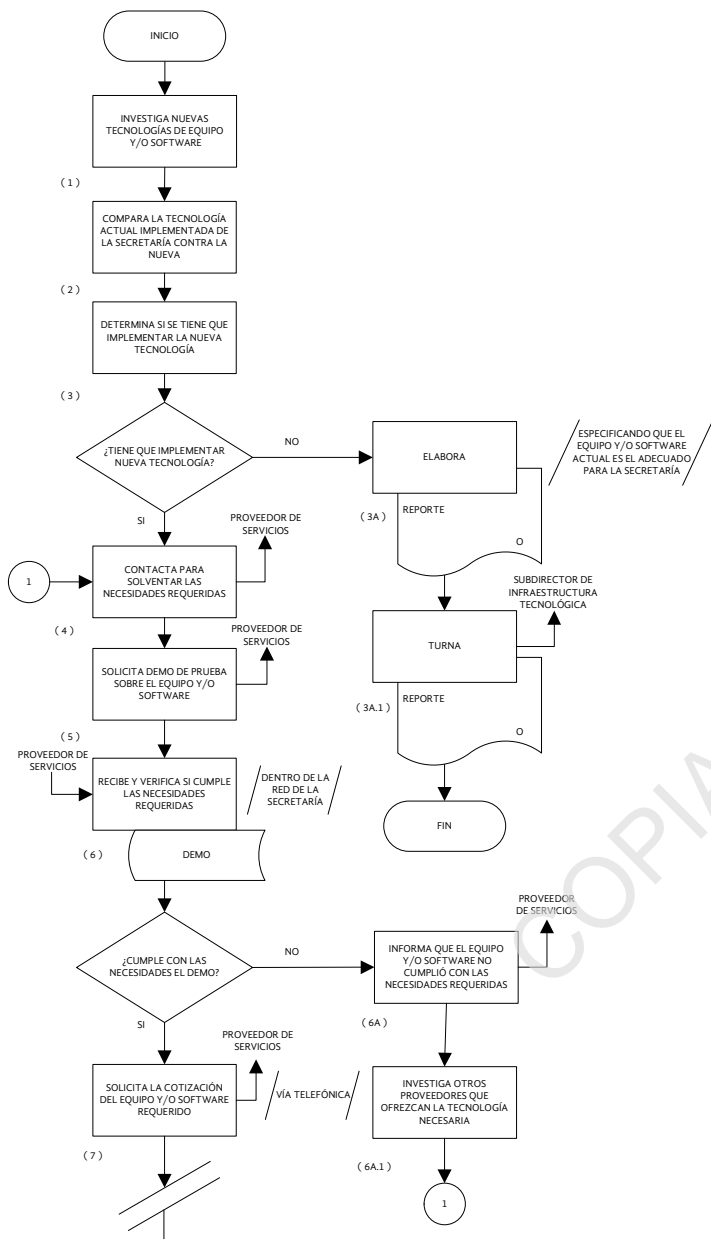 INICIO
INVESTIGA NUEVAS
TECNOLOGÍAS DE EQUIPO
Y/O SOFTWARE
( 1 )
COMPARA LA TECNOLOGÍA
ACTUAL IMPLEMENTADA DE
LA SECRETARÍA CONTRA LA
NUEVA
( 2 )
DETERMINA SI SE TIENE QUE
IMPLEMENTAR LA NUEVA
TECNOLOGÍA
( 3 )
¿TIENE QUE IMPLEMENTAR
NUEVA TECNOLOGÍA?
NO
ELABORA
ESPECIFICANDO QUE EL
EQUIPO Y/O SOFTWARE
ACTUAL ES EL ADECUADO
PARA LA SECRETARÍA
( 3A )
REPORTE
O
SUBDIRECTOR DE
INFRAESTRUCTURA
TECNOLÓGICA
TURNA
( 3A.1 )
REPORTE
O
FIN
SI
PROVEEDOR DE
SERVICIOS
1
CONTACTA PARA
SOLVENTAR LAS
NECESIDADES REQUERIDAS
( 4 )
PROVEEDOR DE
SERVICIOS
SOLICITA DEMO DE PRUEBA
SOBRE EL EQUIPO Y/O
SOFTWARE
( 5 )
PROVEEDOR DE
SERVICIOS
RECIBE Y VERIFICA SI CUMPLE
LAS NECESIDADES
REQUERIDAS
DENTRO DE LA
RED DE LA
SECRETARÍA
( 6 )
DEMO
¿CUMPLE CON LAS
NECESIDADES EL DEMO?
NO
PROVEEDOR
DE SERVICIOS
INFORMA QUE EL EQUIPO
Y/O SOFTWARE NO
CUMPLIÓ CON LAS
NECESIDADES REQUERIDAS
( 6A )
INVESTIGA OTROS
PROVEEDORES QUE
OFREZCAN LA TECNOLOGÍA
NECESARIA
( 6A.1 )
1
SI
PROVEEDOR DE
SERVICIOS
SOLICITA LA COTIZACIÓN
DEL EQUIPO Y/O SOFTWARE
REQUERIDO
VÍA TELEFÓNICA
( 7 )
COPIA